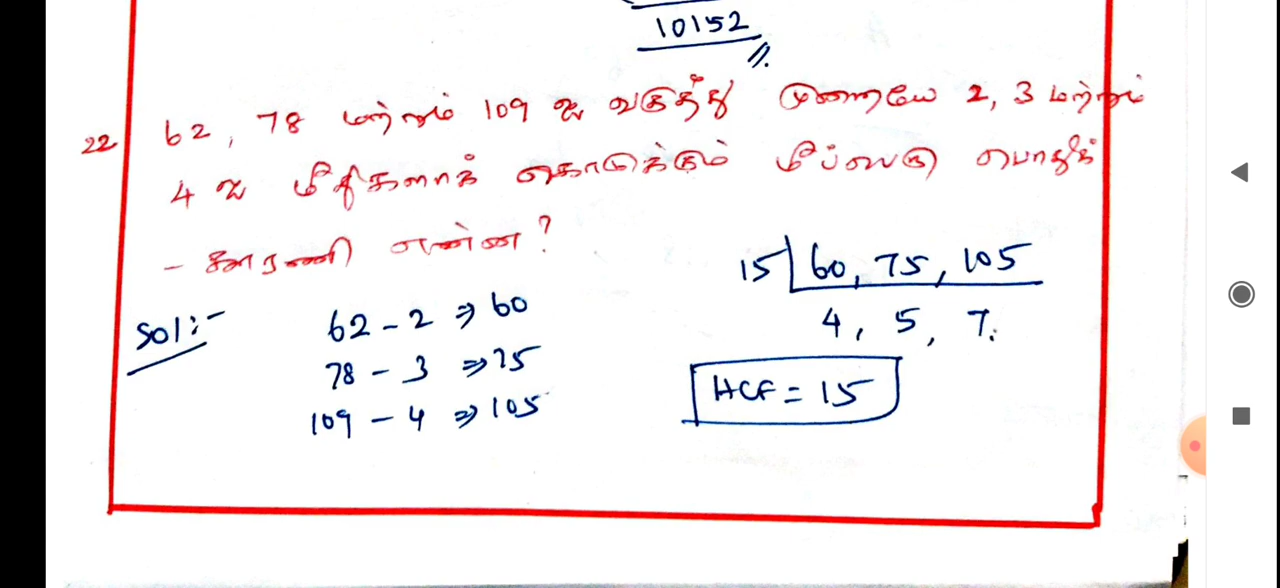 10152
22 62, 78 மற்றும் 109 ஐ வகுத்து முறையே 2, 3 மற்றும்
4 ஐ மீதிகளாக் கொடுக்கும் மீப்பெரு பொதுக்
- காரணி என்ன?
Sol:-
62 - 2 ⇒ 60
78 - 3 ⇒ 75
109 - 4 ⇒ 105
15 60, 75, 105
4, 5, 7.
HCF = 15